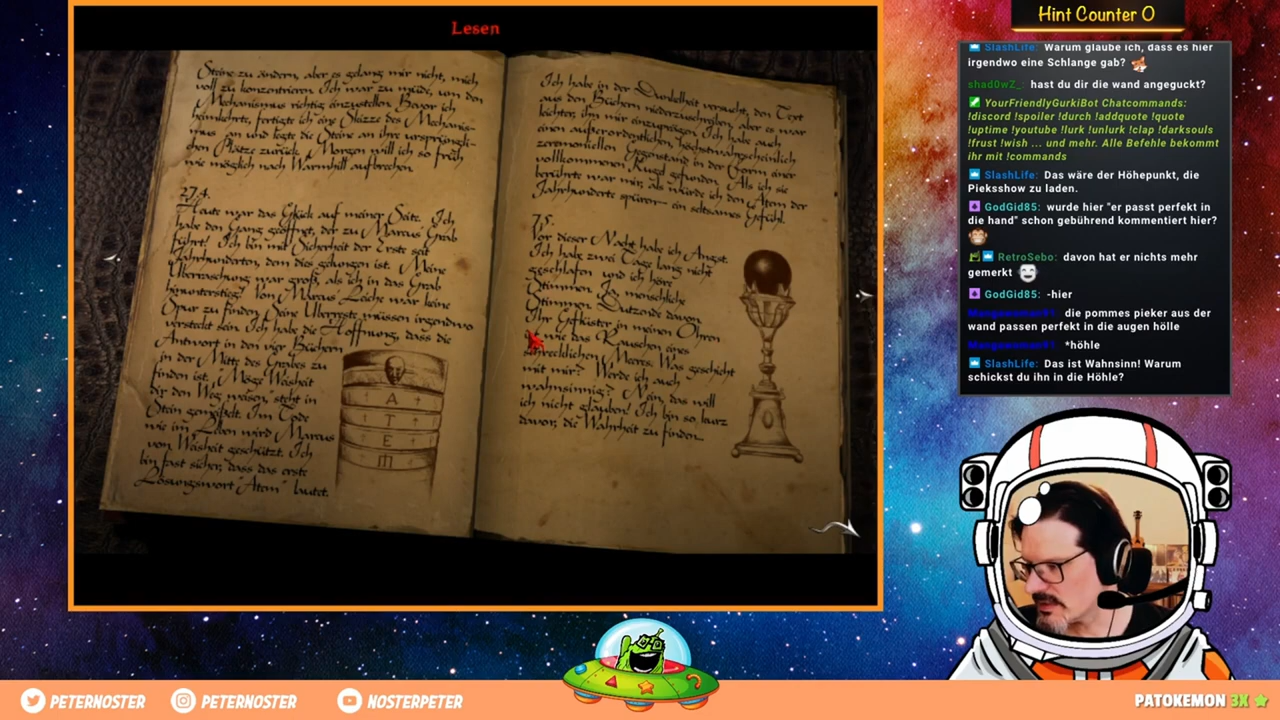 Lesen
Steine zu ändern, aber es gelang mir nicht, mich
voll zu konzentrieren. Ich war zu müd, um den
Mechanismus richtig einzustellen. Bevor ich
heimkehrte, fertigte ich eine Skizze des Mechanis-
mus an und legte die Steine an ihre ursprüngli-
chen Plätze zurück. Morgen will ich so früh
wie möglich nach Warmhill aufbrechen.
27.4.
Heute war das Glück auf meiner Seite. Ich
habe den Gang geöffnet, der zu Marcus' Grab
führt! Ich bin mit Sicherheit der Erste seit
Jahrhunderten, dem dies gelungen ist. Meine
Überraschung war groß, als ich in das Grab
hinunterstieg! Von Marcus' Leiche war keine
Spur zu finden. Seine Überreste müssen irgendwo
versteckt sein. Ich habe die Hoffnung, dass die
Antwort in den vier Büchern
in der Mitte des Grabes zu
finden ist. "Möge Weisheit
dir den Weg weisen, steht in
Stein gemeißelt. Im Tode
wie im Leben wird Marcus
von Weisheit geschützt. Ich
bin fast sicher, dass das erste
Lösungswort "Atem" lautet.
A
T
E
M
Ich habe in der Dunkelheit versucht, den Text
aus den Büchern niederzuschreiben, aber es war
leichter, ihn mir einzuprägen. Ich habe auch
einen außerordentlichen, höchstwahrscheinlich
zeremoniellen Gegenstand in der Form einer
vollkommenen Kugel gefunden. Als ich sie
berührte war mir, als würde ich den Atem der
Jahrhunderte spüren - ein seltsames Gefühl.
7.5.
Vor dieser Nacht habe ich Angst.
Ich habe zwei Tage lang nicht
geschlafen und ich höre
Stimmen. Ja, menschliche
Stimmen. Dutzende davon.
Ihr Geflüster in meinen Ohren
wie das Rauschen eines
schrecklichen Meeres. Was geschieht
mit mir? Werde ich auch
wahnsinnig? Nein, das will
ich nicht glauben! Ich bin so kurz
davor, die Wahrheit zu finden.
Hint Counter 0
SlashLife: Warum glaube ich, dass es hier
irgendwo eine Schlange gab?
shad0wZ_: hast du dir die wand angeguckt?
YourFriendlyGurkiBot Chatcommands:
!discord !spoiler !durch !addquote !quote
!uptime !youtube !lurk !unlurk !clap !darksouls
!frust !wish ... und mehr. Alle Befehle bekommt
ihr mit !commands
SlashLife: Das wäre der Höhepunkt, die
Pieksshow zu laden.
GodGid85: wurde hier "er passt perfekt in
die hand" schon gebührend kommentiert hier?
RetroSebo: davon hat er nichts mehr
gemerkt
GodGid85: -hier
die pommes pieker aus der
wand passen perfekt in die augen hölle
*höhle
SlashLife: Das ist Wahnsinn! Warum
schickst du ihn in die Höhle?
PETERNOSTER
PETERNOSTER
NOSTERPETER
PATOKEMON 3X